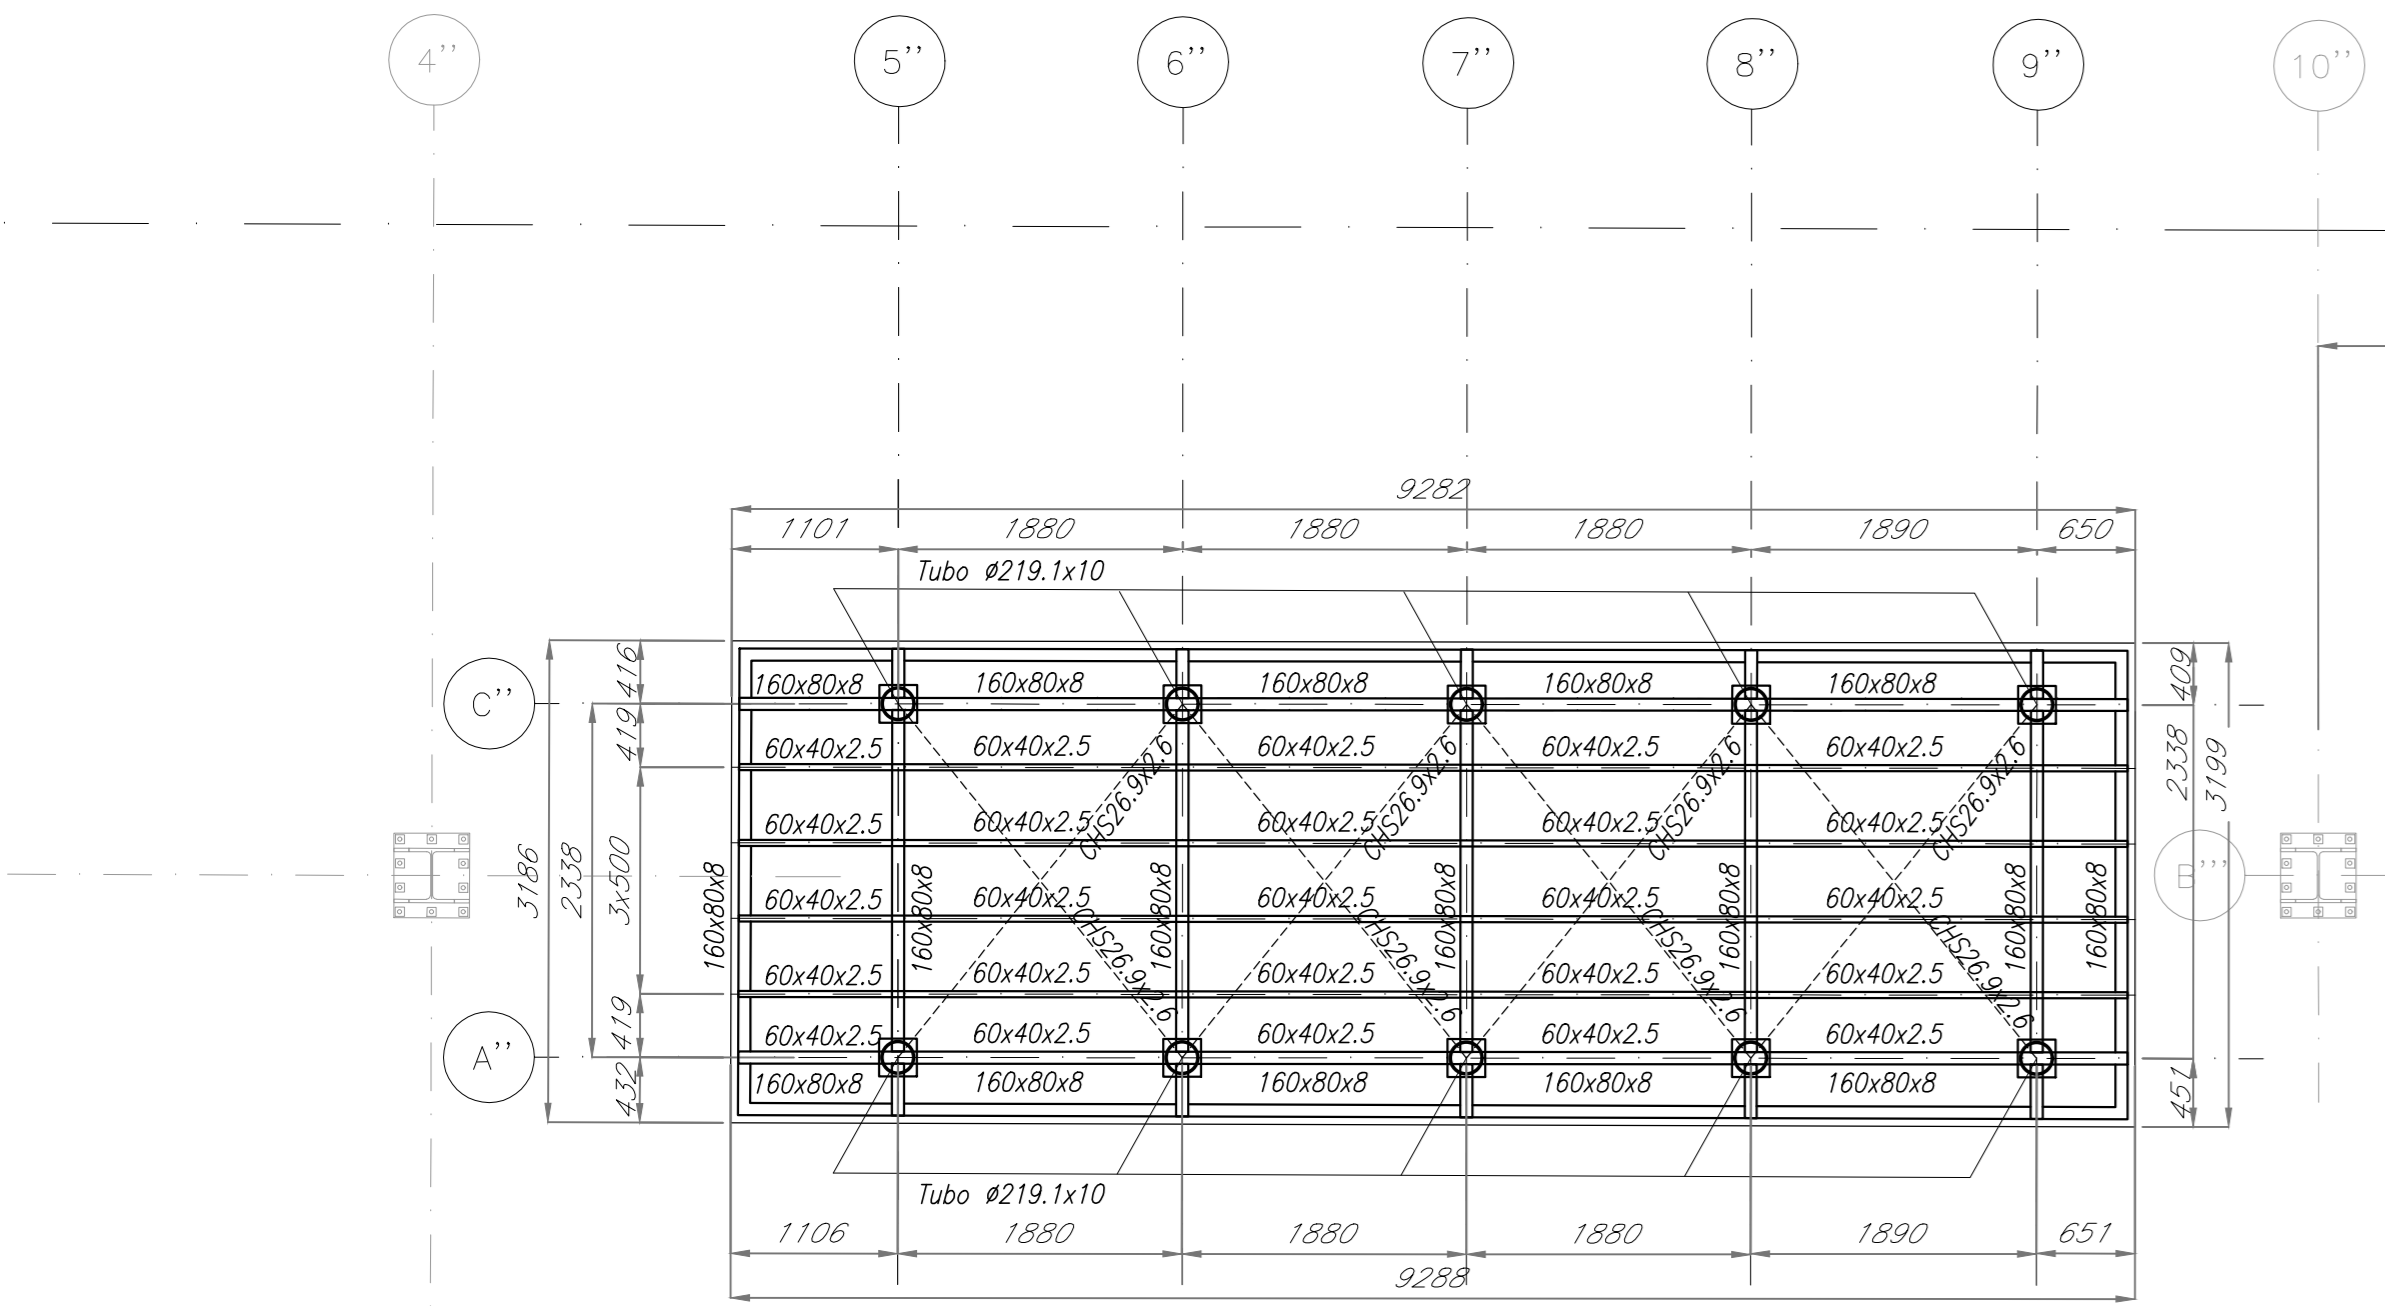 4'' 5'' 6'' 7'' 8'' 9'' 10''
9282
1101 1880 1880 1880 1890 650
Tubo ø219.1x10
C''
416 419 3x500 419 432
2338
3186
409 2338 451
3199
160x80x8 160x80x8 160x80x8 160x80x8 160x80x8
60x40x2.5 60x40x2.5 60x40x2.5 60x40x2.5 60x40x2.5
CHS26.9x2.6 CHS26.9x2.6 CHS26.9x2.6 CHS26.9x2.6
60x40x2.5 60x40x2.5 60x40x2.5 60x40x2.5 60x40x2.5
160x80x8 160x80x8 160x80x8 160x80x8 160x80x8 160x80x8 160x80x8
B'''
60x40x2.5 60x40x2.5 60x40x2.5 60x40x2.5 60x40x2.5
CHS26.9x2.6 CHS26.9x2.6 CHS26.9x2.6 CHS26.9x2.6
60x40x2.5 60x40x2.5 60x40x2.5 60x40x2.5 60x40x2.5
60x40x2.5 60x40x2.5 60x40x2.5 60x40x2.5 60x40x2.5
A''
160x80x8 160x80x8 160x80x8 160x80x8 160x80x8
Tubo ø219.1x10
1106 1880 1880 1880 1890 651
9288